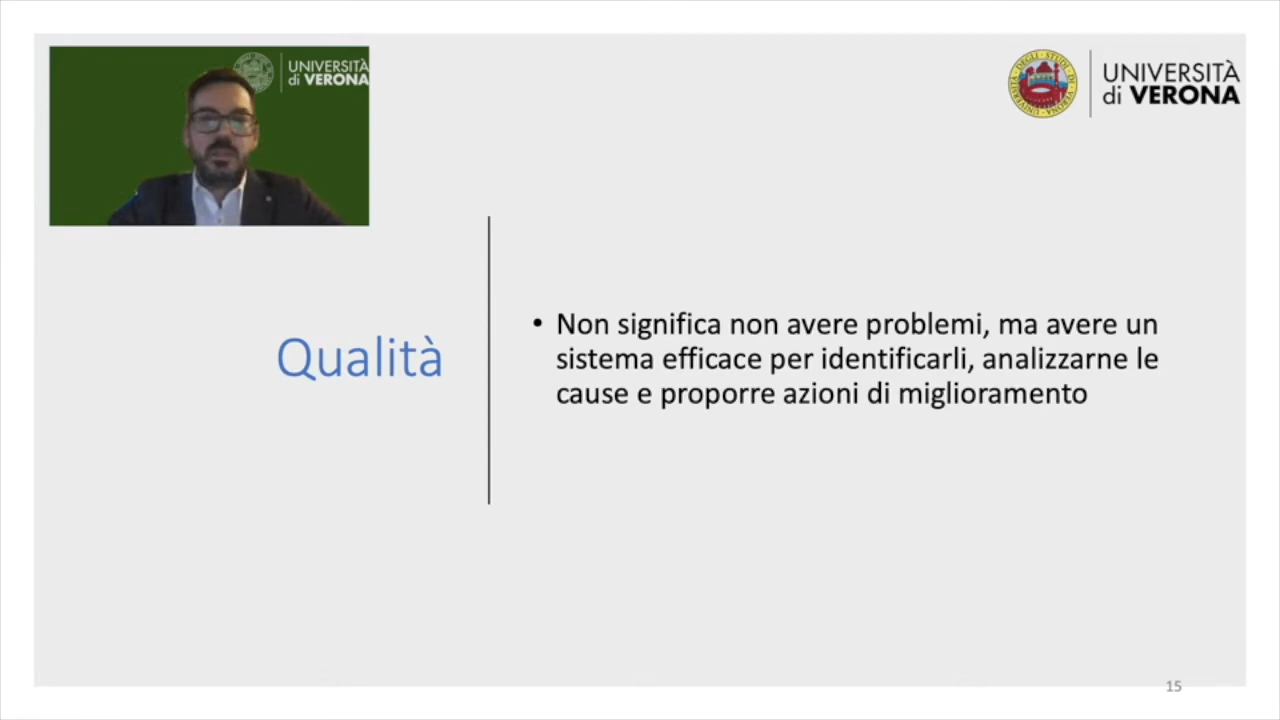 UNIVERSITÀ
di VERONA
UNIVERSITÀ
di VERONA
Qualità
• Non significa non avere problemi, ma avere un
sistema efficace per identificarli, analizzarne le
cause e proporre azioni di miglioramento
15